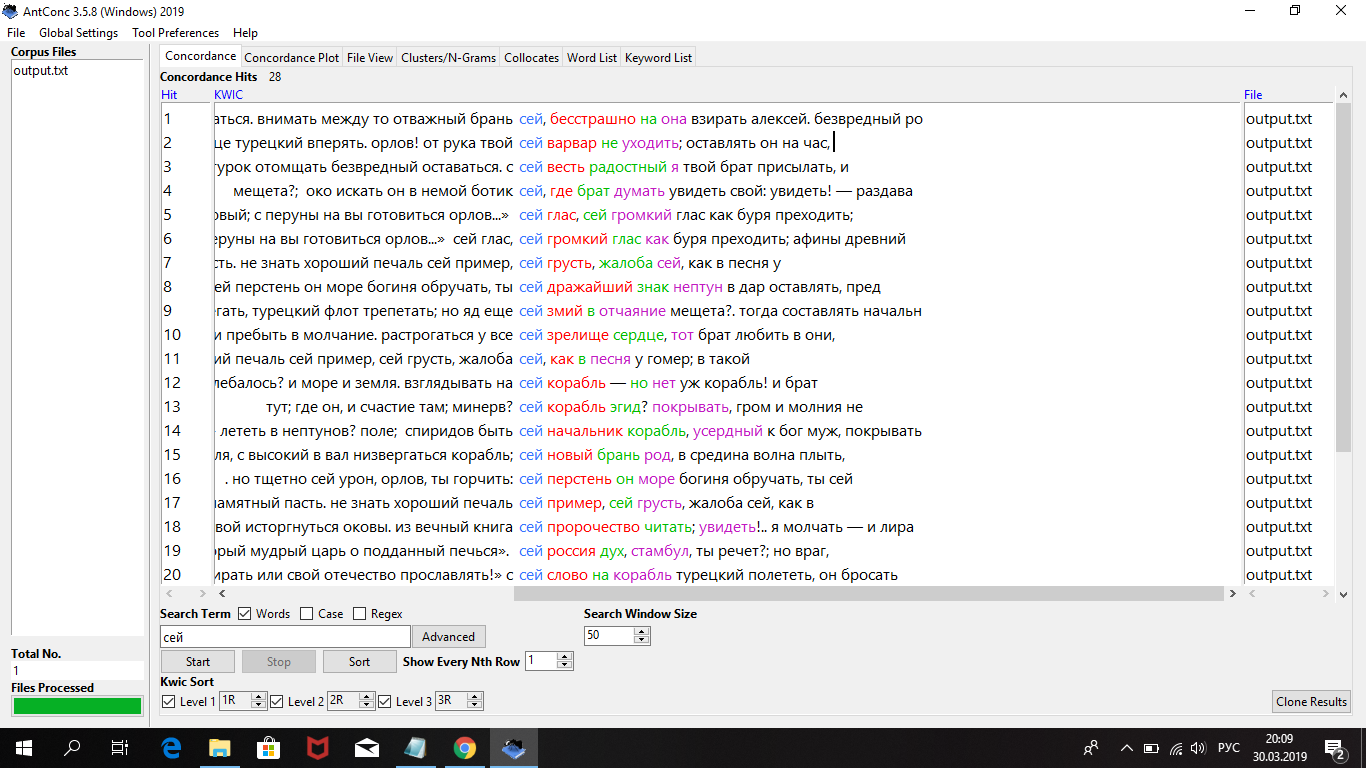 AntConc 3.5.8 (Windows) 2019
File Global Settings Tool Preferences Help
Corpus Files
output.txt
Concordance Concordance Plot File View Clusters/N-Grams Collocates Word List Keyword List
Concordance Hits 28
Hit KWIC File
1 аться. внимать между то отважный брань сей, бесстрашно на она взирать алексей. безвредный ро output.txt
2 це турецкий вперять. орлов! от рука твой сей варвар не уходить; оставлять он на час, output.txt
3 турок отомщать безвредный оставаться. с сей весть радостный я твой брат присылать, и output.txt
4 мещета?; око искать он в немой ботик сей, где брат думать увидеть свой: увидеть! — раздава output.txt
5 овый; с перуны на вы готовиться орлов...» сей глас, сей громкий глас как буря преходить; output.txt
6 еруны на вы готовиться орлов...» сей глас, сей громкий глас как буря преходить; афины древний output.txt
7 сть. не знать хороший печаль сей пример, сей грусть, жалоба сей, как в песня у output.txt
8 ей перстень он море богиня обручать, ты сей дражайший знак нептун в дар оставлять, пред output.txt
9 егать, турецкий флот трепетать; но яд еще сей змий в отчаяние мещета?. тогда составлять начальн output.txt
10 и пребыть в молчание. растрогаться у все сей зрелище сердце, тот брат любить в они, output.txt
11 ий печаль сей пример, сей грусть, жалоба сей, как в песня у гомер; в такой output.txt
12 лебалось? и море и земля. взглядывать на сей корабль — но нет уж корабль! и брат output.txt
13 тут; где он, и счастие там; минерв? сей корабль эгид? покрывать, гром и молния не output.txt
14 лететь в нептунов? поле; спиридов быть сей начальник корабль, усердный к бог муж, покрывать output.txt
15 ля, с высокий в вал низвергаться корабль; сей новый брань род, в средина волна плыть, output.txt
16 . но тщетно сей урон, орлов, ты горчить: сей перстень он море богиня обручать, ты сей output.txt
17 памятный пасть. не знать хороший печаль сей пример, сей грусть, жалоба сей, как в output.txt
18 вой исторгнуться оковы. из вечный книга сей пророчество читать; увидеть!.. я молчать — и лира output.txt
19 орый мудрый царь о подданный печься». сей россия дух, стамбул, ты речет?; но враг, output.txt
20 ирать или свой отечество прославлять!» с сей слово на корабль турецкий полететь, он бросать output.txt
Search Term Words Case Regex Search Window Size
сей Advanced 50
Start Stop Sort Show Every Nth Row 1
Kwic Sort
Level 1 1R Level 2 2R Level 3 3R Clone Results
Total No.
1
Files Processed
РУС 20:09
30.03.2019 2